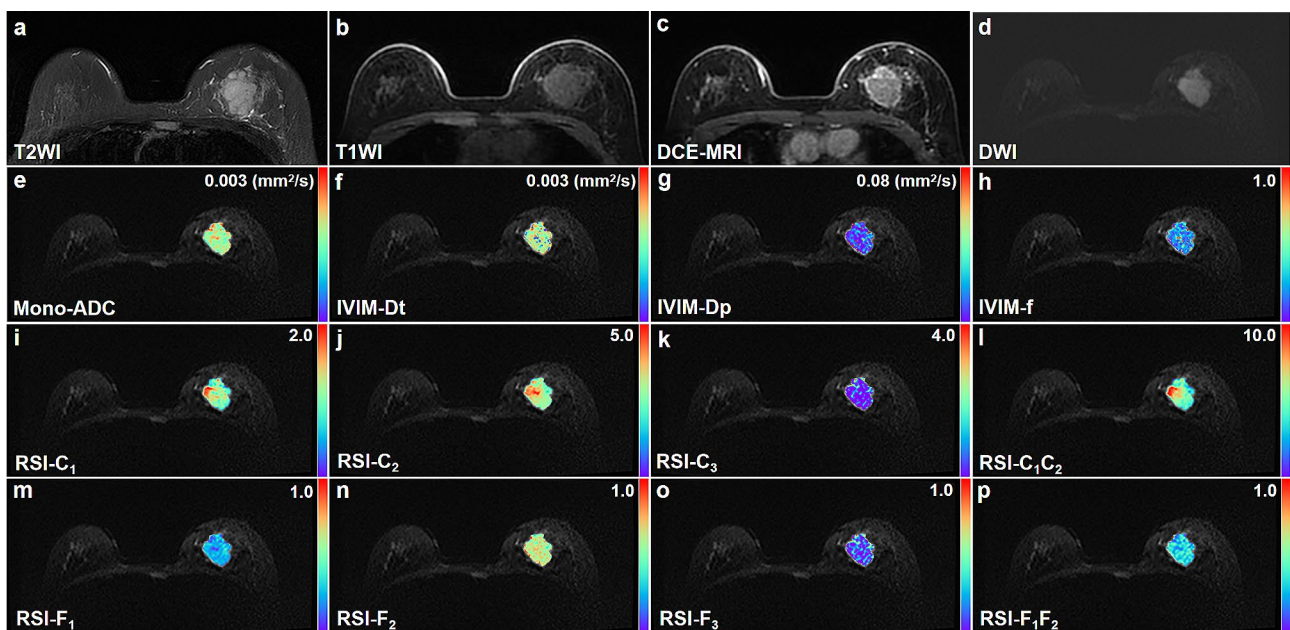 a
T2WI
b
T1WI
c
DCE-MRI
d
DWI
e
0.003 (mm²/s)
Mono-ADC
f
0.003 (mm²/s)
IVIM-Dt
g
0.08 (mm²/s)
IVIM-Dp
h
1.0
IVIM-f
i
2.0
RSI-C₁
j
5.0
RSI-C₂
k
4.0
RSI-C₃
l
10.0
RSI-C₁C₂
m
1.0
RSI-F₁
n
1.0
RSI-F₂
o
1.0
RSI-F₃
p
1.0
RSI-F₁F₂